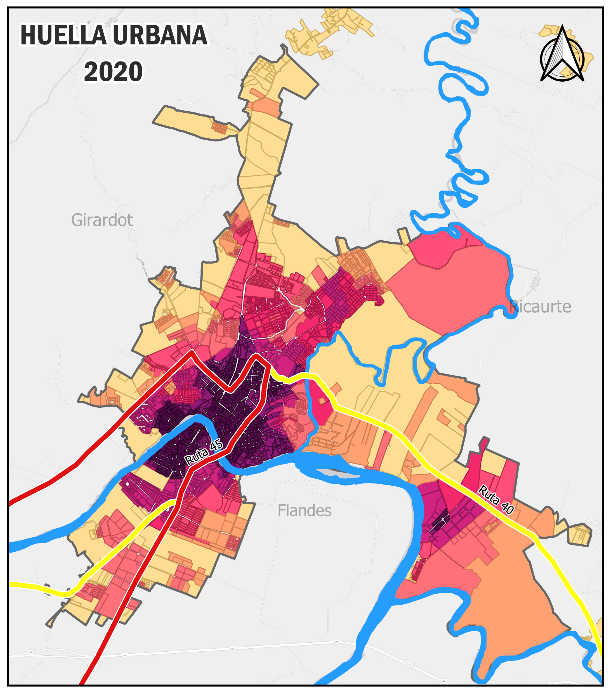 HUELLA URBANA
2020
Girardot
Ricaurte
Ruta 45
Ruta 40
Flandes